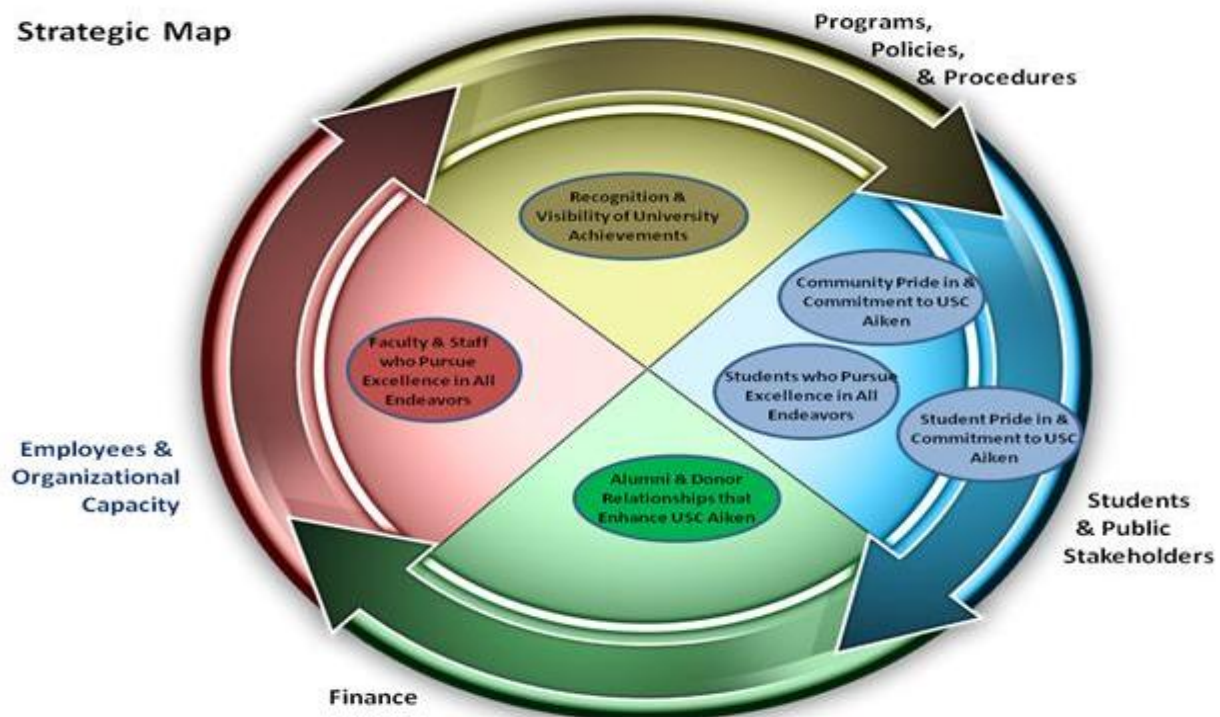 Strategic Map
Programs,
Policies,
& Procedures
Recognition &
Visibility of University
Achievements
Community Pride in &
Commitment to USC
Aiken
Faculty & Staff
who Pursue
Excellence in All
Endeavors
Students who Pursue
Excellence in All
Endeavors
Student Pride in &
Commitment to USC
Aiken
Employees &
Organizational
Capacity
Alumni & Donor
Relationships that
Enhance USC Aiken
Students
& Public
Stakeholders
Finance